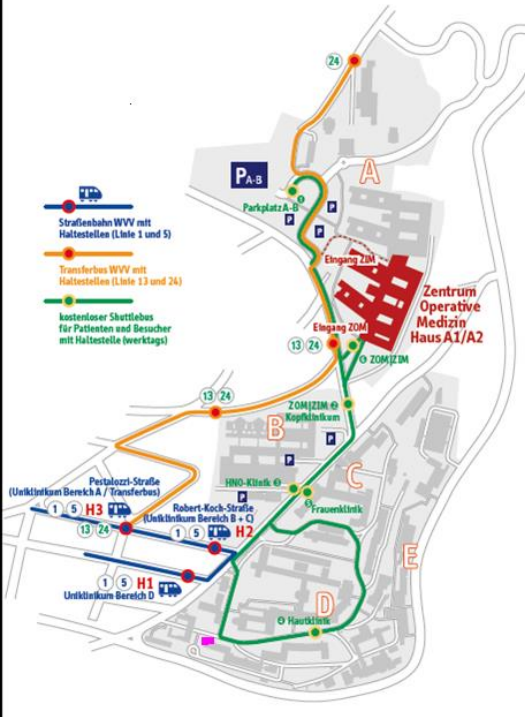 24
A
P A-B
Parkplatz A-B
P
P
P
P
Straßenbahn WVV mit
Haltestellen (Linie 1 und 5)
Transferbus WVV mit
Haltestellen (Linie 13 und 24)
kostenloser Shuttlebus
für Patienten und Besucher
mit Haltestelle (werktags)
Eingang ZIM
Zentrum
Operative
Medizin
Haus A1/A2
Eingang ZOM
13 24
ZOM|ZIM
13 24
ZOM|ZIM 2
Kopfklinikum
B
P
C
HNO-Klinik 3
P
Frauenklinik
Pestalozzi-Straße
(Uniklinikum Bereich A / Transferbus)
1 5 H3
13 24
Robert-Koch-Straße
(Uniklinikum Bereich B + C)
1 5 H2
E
1 5 H1
Uniklinikum Bereich D
D
Hautklinik